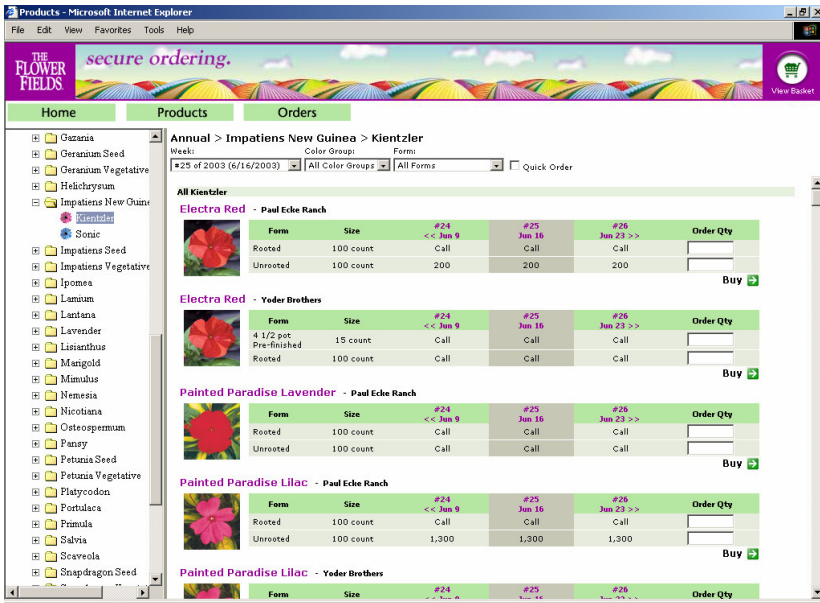 Products - Microsoft Internet Explorer
File Edit View Favorites Tools Help
THE FLOWER FIELDS.
secure ordering.
View Basket
Home Products Orders
Gazania
Geranium Seed
Geranium Vegetative
Helichrysum
Impatiens New Guine
Kientzler
Sonic
Impatiens Seed
Impatiens Vegetative
Ipomea
Lamium
Lantana
Lavender
Lisianthus
Marigold
Mimulus
Nemesia
Nicotiana
Osteospermum
Pansy
Petunia Seed
Petunia Vegetative
Platycodon
Portulaca
Primula
Salvia
Scaveola
Snapdragon Seed
Annual > Impatiens New Guinea > Kientzler
Week: Color Group: Form:
#25 of 2003 (6/16/2003) All Color Groups All Forms Quick Order
All Kientzler
Electra Red - Paul Ecke Ranch
Form Size #24 << Jun 9 #25 Jun 16 #26 Jun 23 >> Order Qty
Rooted 100 count Call Call Call
Unrooted 100 count 200 200 200
Buy
Electra Red - Yoder Brothers
Form Size #24 << Jun 9 #25 Jun 16 #26 Jun 23 >> Order Qty
4 1/2 pot Pre-finished 15 count Call Call Call
Rooted 100 count Call Call Call
Buy
Painted Paradise Lavender - Paul Ecke Ranch
Form Size #24 << Jun 9 #25 Jun 16 #26 Jun 23 >> Order Qty
Rooted 100 count Call Call Call
Unrooted 100 count Call Call Call
Buy
Painted Paradise Lilac - Paul Ecke Ranch
Form Size #24 << Jun 9 #25 Jun 16 #26 Jun 23 >> Order Qty
Rooted 100 count Call Call Call
Unrooted 100 count 1,300 1,300 1,300
Buy
Painted Paradise Lilac - Yoder Brothers
Form Size #24 #25 #26 Order Qty